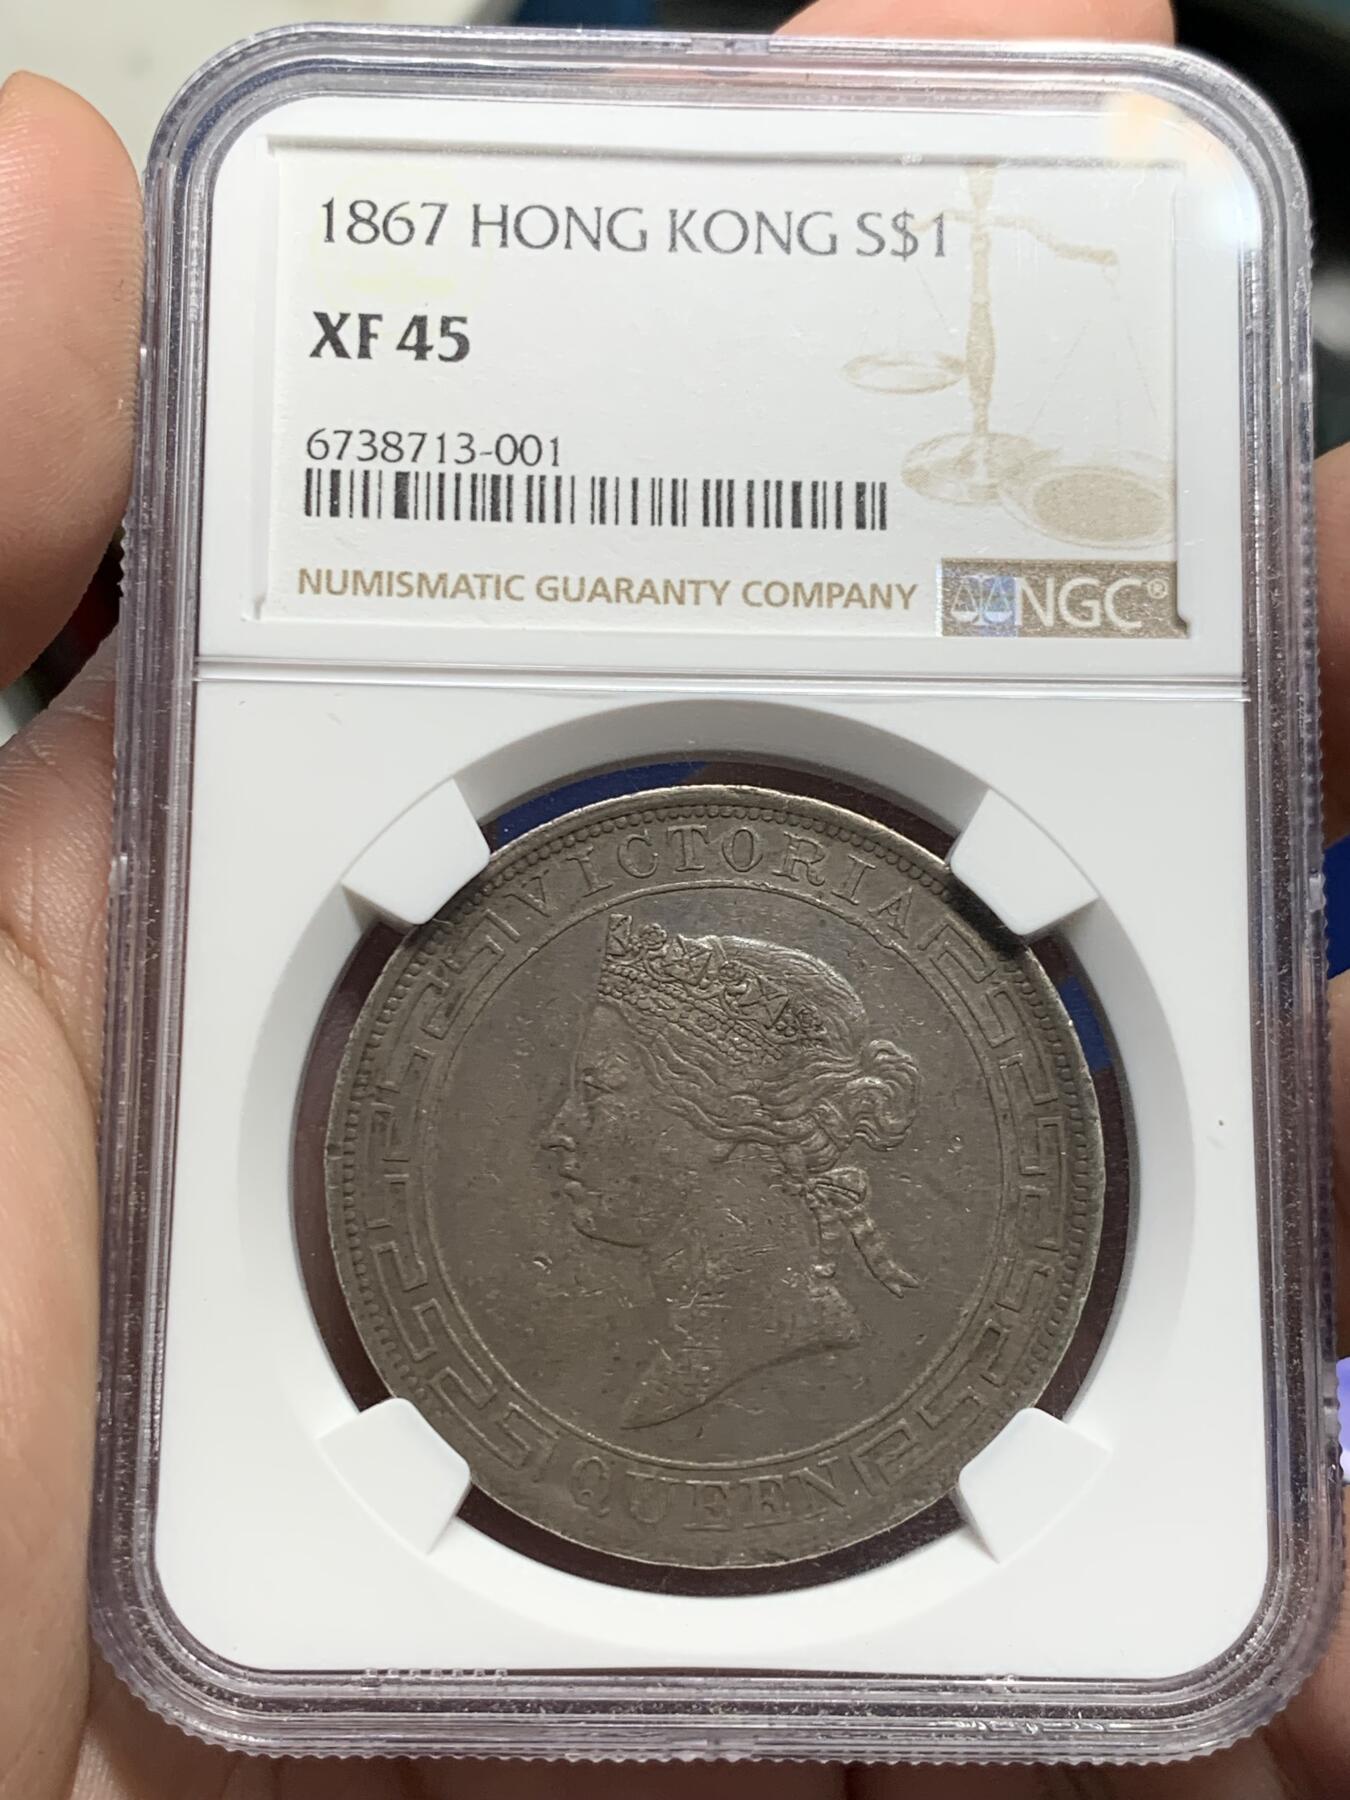 1867 HONG KONG S$1
XF 45
6738713-001
NUMISMATIC GUARANTY COMPANY
NGC®
VICTORIA
QUEEN